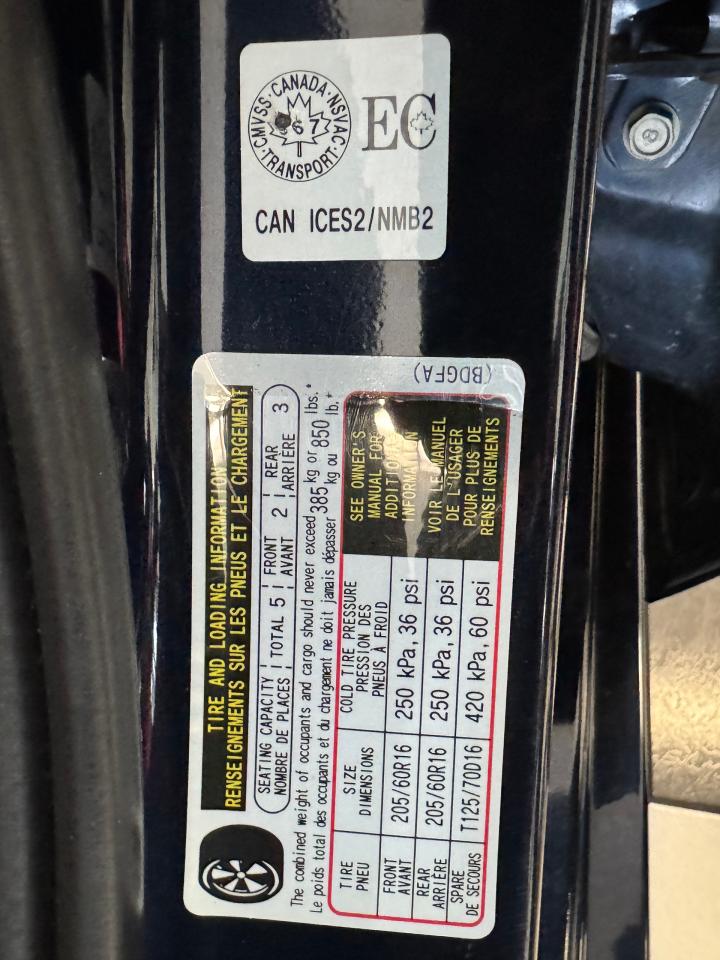 CMVSS · CANADA · NSVAC · TRANSPORT ·
67
EC
CAN ICES2/NMB2
(BDGFA)
TIRE AND LOADING INFORMATION
RENSEIGNEMENTS SUR LES PNEUS ET LE CHARGEMENT
SEATING CAPACITY | TOTAL 5 | FRONT 2 | REAR 3
NOMBRE DE PLACES | AVANT | ARRIÈRE
The combined weight of occupants and cargo should never exceed 385 kg or 850 lbs.*
Le poids total des occupants et du chargement ne doit jamais dépasser kg ou lb.*
TIRE SIZE COLD TIRE PRESSURE
PNEU DIMENSIONS PRESSION DES
PNEUS À FROID
FRONT 205/60R16 250 kPa, 36 psi
AVANT
REAR 205/60R16 250 kPa, 36 psi
ARRIÈRE
SPARE T125/70D16 420 kPa, 60 psi
DE SECOURS
SEE OWNER'S
MANUAL FOR
ADDITIONAL
INFORMATION
VOIR LE MANUEL
DE L'USAGER
POUR PLUS DE
RENSEIGNEMENTS
8